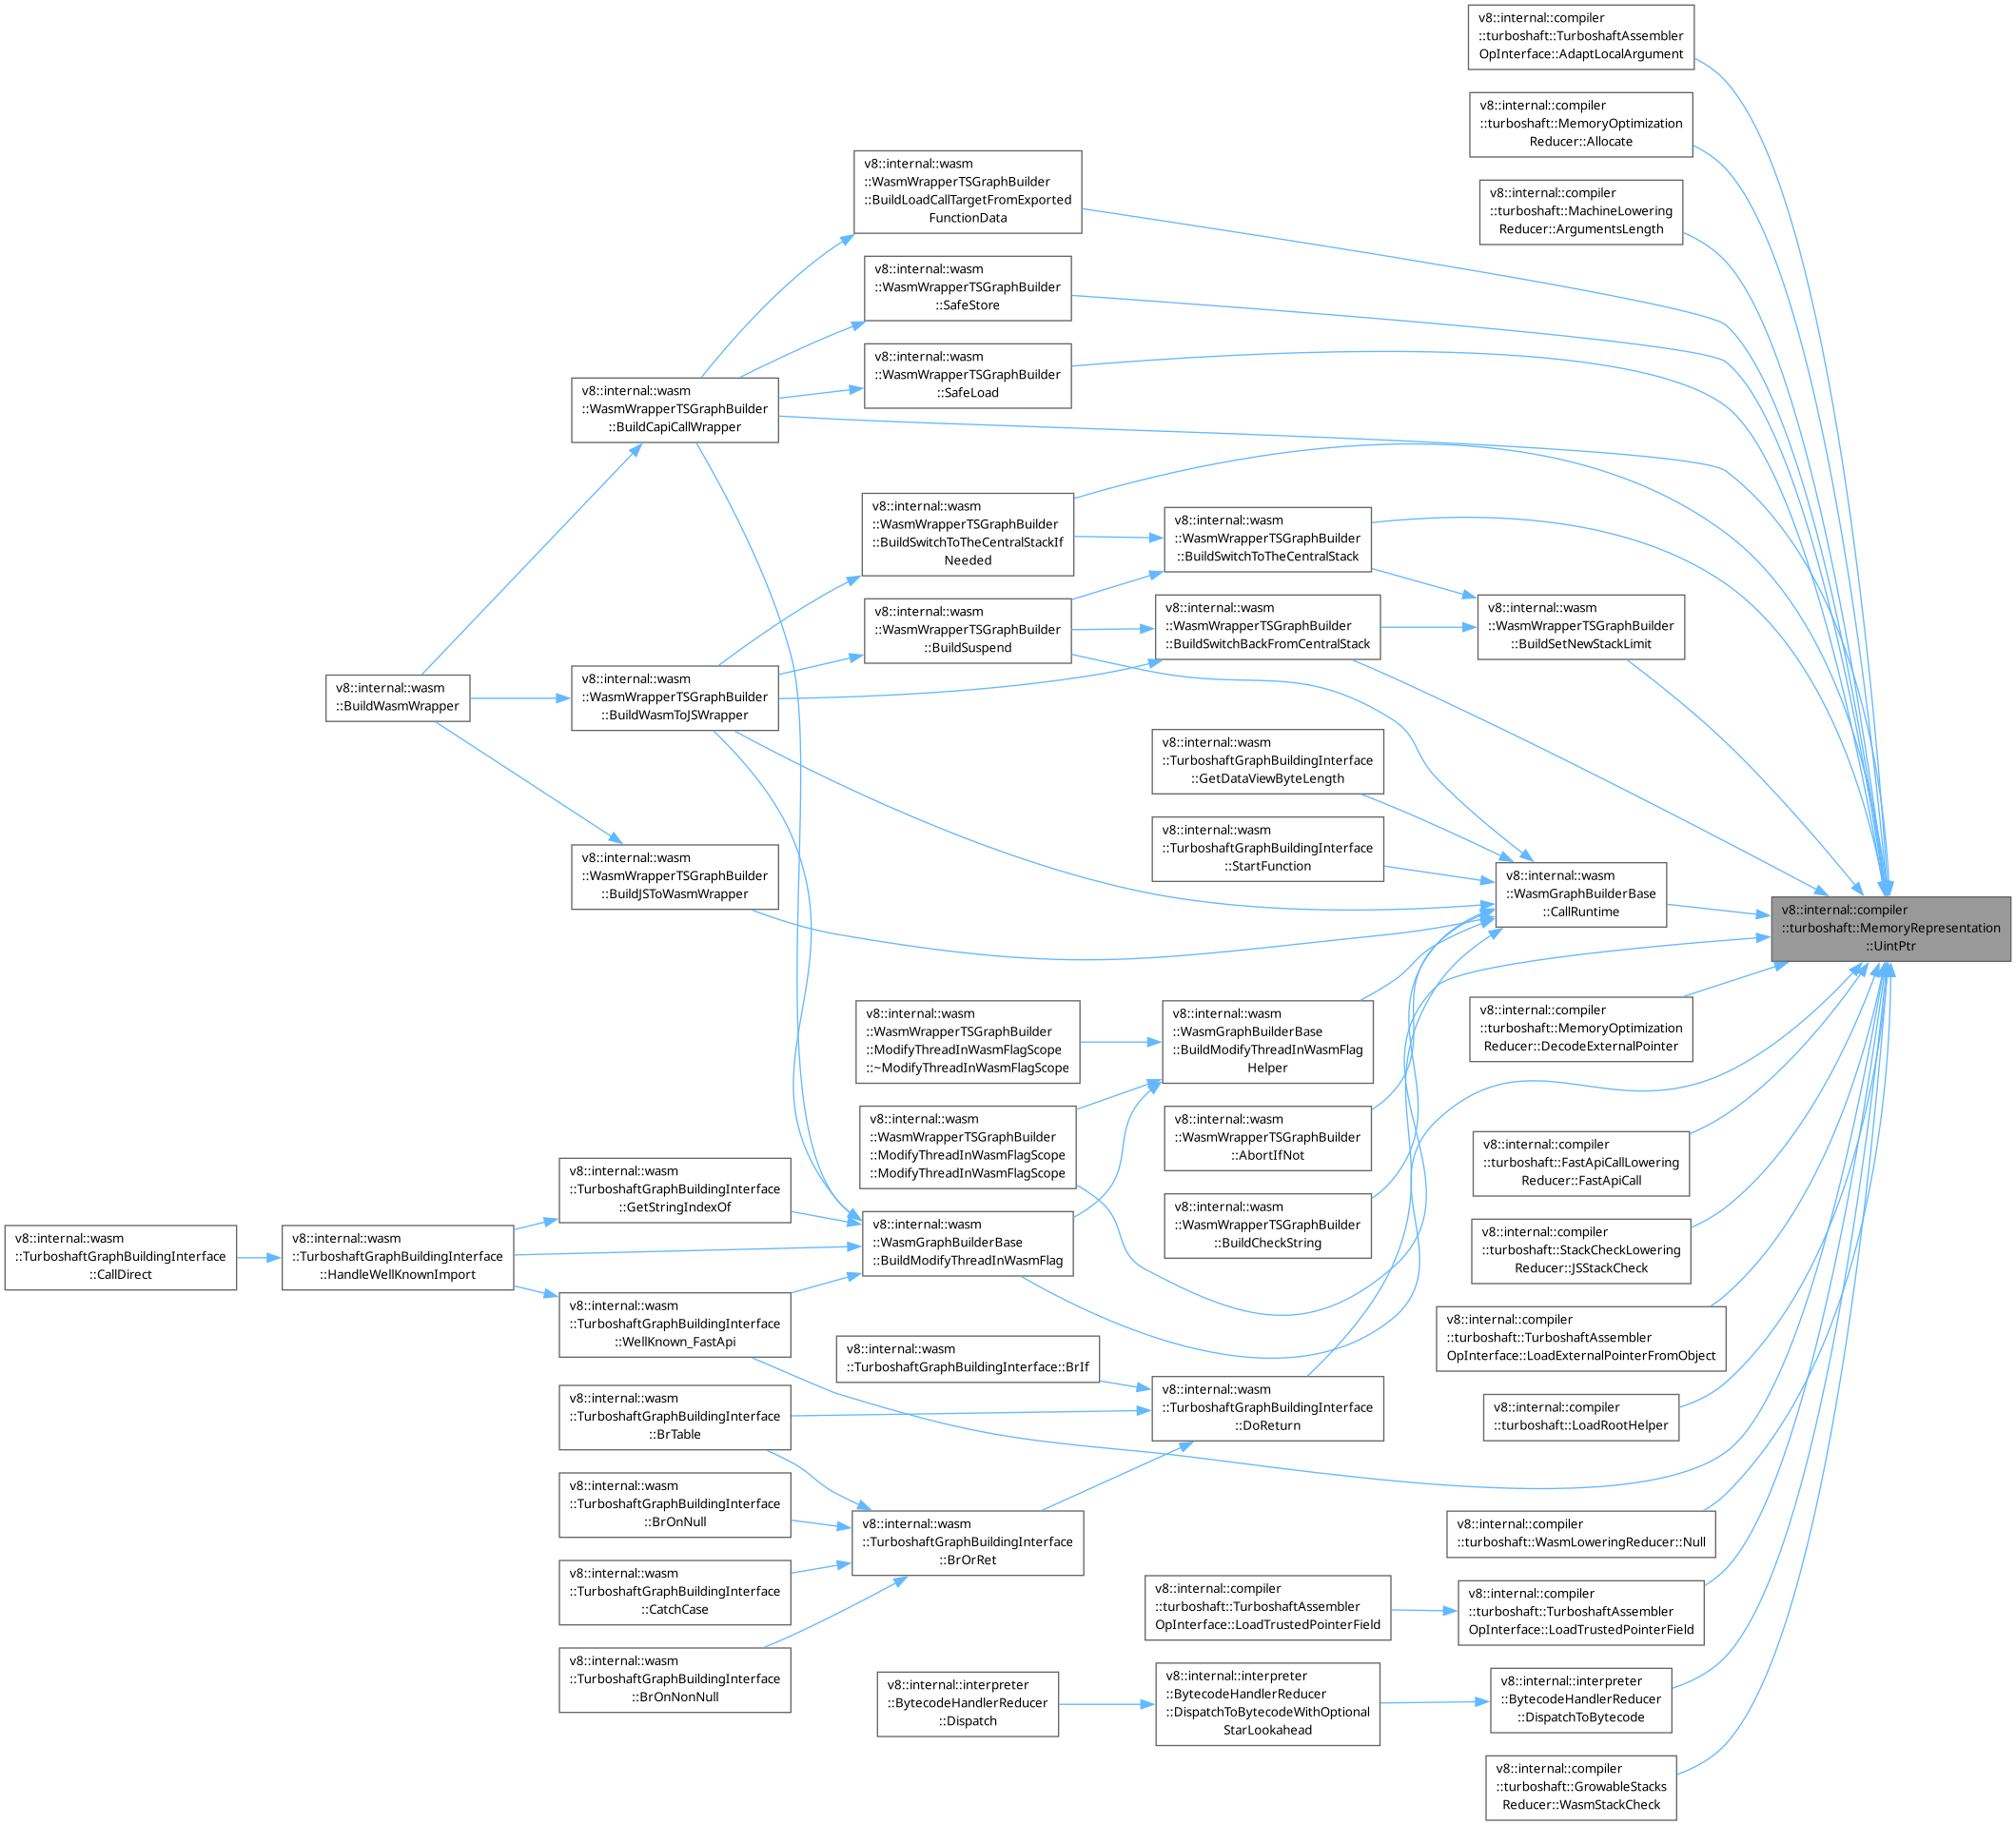 v8::internal::compiler
::turboshaft::TurboshaftAssembler
OpInterface::AdaptLocalArgument
v8::internal::compiler
::turboshaft::MemoryOptimization
Reducer::Allocate
v8::internal::compiler
::turboshaft::MachineLowering
Reducer::ArgumentsLength
v8::internal::wasm
::WasmWrapperTSGraphBuilder
::BuildLoadCallTargetFromExported
FunctionData
v8::internal::wasm
::WasmWrapperTSGraphBuilder
::SafeStore
v8::internal::wasm
::WasmWrapperTSGraphBuilder
::SafeLoad
v8::internal::wasm
::WasmWrapperTSGraphBuilder
::BuildCapiCallWrapper
v8::internal::wasm
::WasmWrapperTSGraphBuilder
::BuildSwitchToTheCentralStackIf
Needed
v8::internal::wasm
::WasmWrapperTSGraphBuilder
::BuildSwitchToTheCentralStack
v8::internal::wasm
::WasmWrapperTSGraphBuilder
::BuildSuspend
v8::internal::wasm
::WasmWrapperTSGraphBuilder
::BuildSwitchBackFromCentralStack
v8::internal::wasm
::WasmWrapperTSGraphBuilder
::BuildSetNewStackLimit
v8::internal::wasm
::BuildWasmWrapper
v8::internal::wasm
::WasmWrapperTSGraphBuilder
::BuildWasmToJSWrapper
v8::internal::wasm
::TurboshaftGraphBuildingInterface
::GetDataViewByteLength
v8::internal::wasm
::TurboshaftGraphBuildingInterface
::StartFunction
v8::internal::wasm
::WasmWrapperTSGraphBuilder
::BuildJSToWasmWrapper
v8::internal::wasm
::WasmGraphBuilderBase
::CallRuntime
v8::internal::compiler
::turboshaft::MemoryRepresentation
::UintPtr
v8::internal::wasm
::WasmWrapperTSGraphBuilder
::ModifyThreadInWasmFlagScope
::~ModifyThreadInWasmFlagScope
v8::internal::wasm
::WasmGraphBuilderBase
::BuildModifyThreadInWasmFlag
Helper
v8::internal::compiler
::turboshaft::MemoryOptimization
Reducer::DecodeExternalPointer
v8::internal::wasm
::WasmWrapperTSGraphBuilder
::ModifyThreadInWasmFlagScope
::ModifyThreadInWasmFlagScope
v8::internal::wasm
::WasmWrapperTSGraphBuilder
::AbortIfNot
v8::internal::compiler
::turboshaft::FastApiCallLowering
Reducer::FastApiCall
v8::internal::wasm
::TurboshaftGraphBuildingInterface
::GetStringIndexOf
v8::internal::wasm
::WasmGraphBuilderBase
::BuildModifyThreadInWasmFlag
v8::internal::wasm
::WasmWrapperTSGraphBuilder
::BuildCheckString
v8::internal::compiler
::turboshaft::StackCheckLowering
Reducer::JSStackCheck
v8::internal::wasm
::TurboshaftGraphBuildingInterface
::CallDirect
v8::internal::wasm
::TurboshaftGraphBuildingInterface
::HandleWellKnownImport
v8::internal::wasm
::TurboshaftGraphBuildingInterface
::WellKnown_FastApi
v8::internal::compiler
::turboshaft::TurboshaftAssembler
OpInterface::LoadExternalPointerFromObject
v8::internal::wasm
::TurboshaftGraphBuildingInterface::BrIf
v8::internal::wasm
::TurboshaftGraphBuildingInterface
::BrTable
v8::internal::wasm
::TurboshaftGraphBuildingInterface
::DoReturn
v8::internal::compiler
::turboshaft::LoadRootHelper
v8::internal::wasm
::TurboshaftGraphBuildingInterface
::BrOnNull
v8::internal::wasm
::TurboshaftGraphBuildingInterface
::BrOrRet
v8::internal::compiler
::turboshaft::WasmLoweringReducer::Null
v8::internal::wasm
::TurboshaftGraphBuildingInterface
::CatchCase
v8::internal::compiler
::turboshaft::TurboshaftAssembler
OpInterface::LoadTrustedPointerField
v8::internal::compiler
::turboshaft::TurboshaftAssembler
OpInterface::LoadTrustedPointerField
v8::internal::wasm
::TurboshaftGraphBuildingInterface
::BrOnNonNull
v8::internal::interpreter
::BytecodeHandlerReducer
::Dispatch
v8::internal::interpreter
::BytecodeHandlerReducer
::DispatchToBytecodeWithOptional
StarLookahead
v8::internal::interpreter
::BytecodeHandlerReducer
::DispatchToBytecode
v8::internal::compiler
::turboshaft::GrowableStacks
Reducer::WasmStackCheck